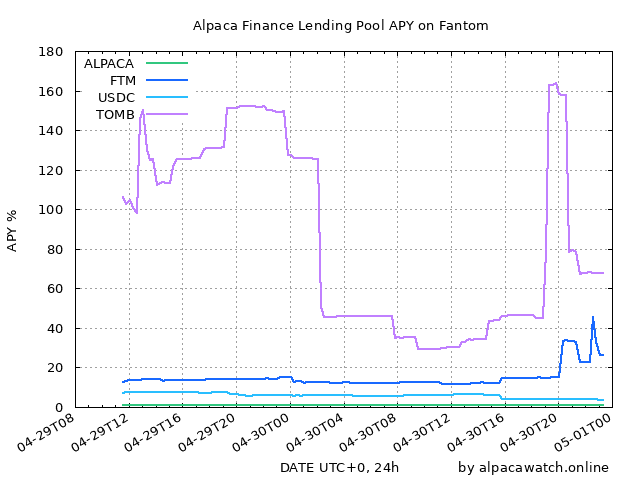 Alpaca Finance Lending Pool APY on Fantom
180
160
140
120
100
80
60
40
20
0
APY %
ALPACA
FTM
USDC
TOMB
04-29T08
04-29T12
04-29T16
04-29T20
04-30T00
04-30T04
04-30T08
04-30T12
04-30T16
04-30T20
05-01T00
DATE UTC+0, 24h
by alpacawatch.online